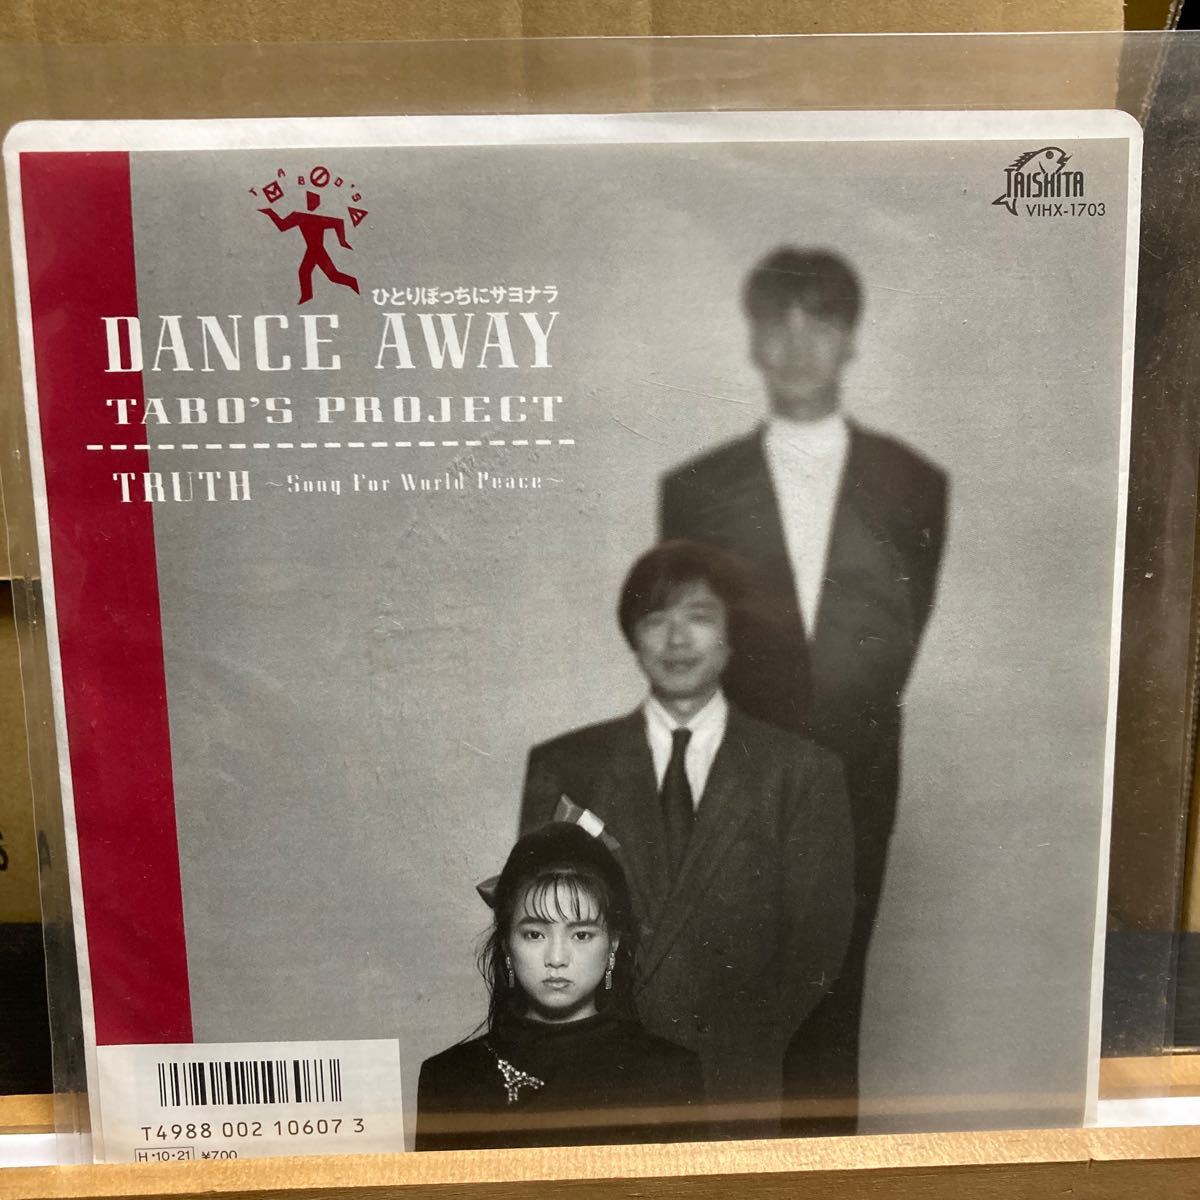 TABO'S
TAISHITA
VIHX-1703
ひとりぼっちにサヨナラ
DANCE AWAY
TABO'S PROJECT
TRUTH ~Song For World Peace~
T4988 002 10607 3
H·10·21 ¥700